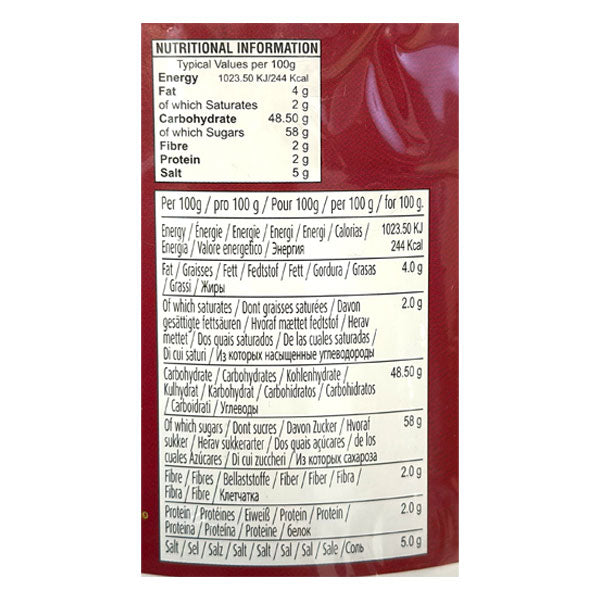 NUTRITIONAL INFORMATION
Typical Values per 100g
Energy 1023.50 KJ/244 Kcal
Fat 4 g
of which Saturates 2 g
Carbohydrate 48.50 g
of which Sugars 58 g
Fibre 2 g
Protein 2 g
Salt 5 g
Per 100g / pro 100 g / Pour 100g / per 100 g / for 100 g.
Energy / Énergie / Energie / Energi / Energi / Calorias / 1023.50 KJ
Energia / Valore energetico / Энергия 244 Kcal
Fat / Graisses / Fett / Fedtstof / Fett / Gordura / Grasas 4.0 g
/ Grassi / Жиры
Of which saturates / Dont graisses saturées / Davon 2.0 g
gesättigte fettsäuren / Hvoraf mættet fedtstof / Herav
mettet / Dos quais saturados / De las cuales saturadas /
Di cui saturi / Из которых насыщенные углеводороды
Carbohydrate / Carbohydrates / Kohlenhydrate / 48.50 g
Kulhydrat / Karbohydrat / Carbohidratos / Carbohidratos
/ Carboidrati / Углеводы
Of which sugars / Dont sucres / Davon Zucker / Hvoraf 58 g
sukker / Herav sukkerarter / Dos quais açúcares / de los
cuales Azúcares / Di cui zuccheri / Из которых сахароза
Fibre / Fibres / Bellaststoffe / Fiber / Fiber / Fibra / 2.0 g
Fibra / Fibre / Клетчатка
Protein / Protéines / Eiweiß / Protein / Protein / 2.0 g
Proteina / Proteína / Proteine / белок
Salt / Sel / Salz / Salt / Salt / Sal / Sal / Sale / Соль 5.0 g